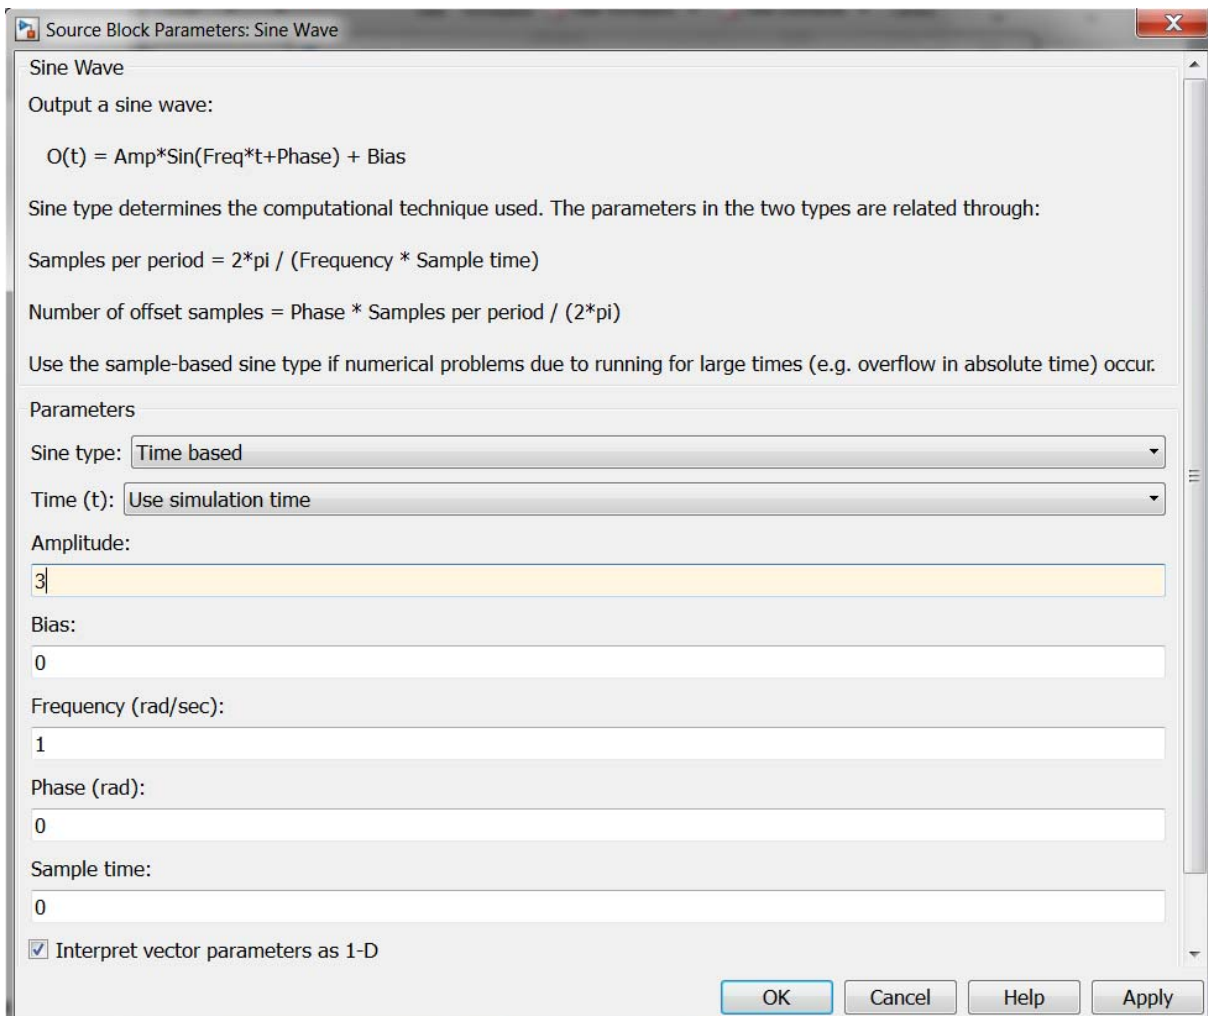 Source Block Parameters: Sine Wave
X
Sine Wave
Output a sine wave:
O(t) = Amp*Sin(Freq*t+Phase) + Bias
Sine type determines the computational technique used. The parameters in the two types are related through:
Samples per period = 2*pi / (Frequency * Sample time)
Number of offset samples = Phase * Samples per period / (2*pi)
Use the sample-based sine type if numerical problems due to running for large times (e.g. overflow in absolute time) occur.
Parameters
Sine type: Time based
Time (t): Use simulation time
Amplitude:
3
Bias:
0
Frequency (rad/sec):
1
Phase (rad):
0
Sample time:
0
Interpret vector parameters as 1-D
OK Cancel Help Apply